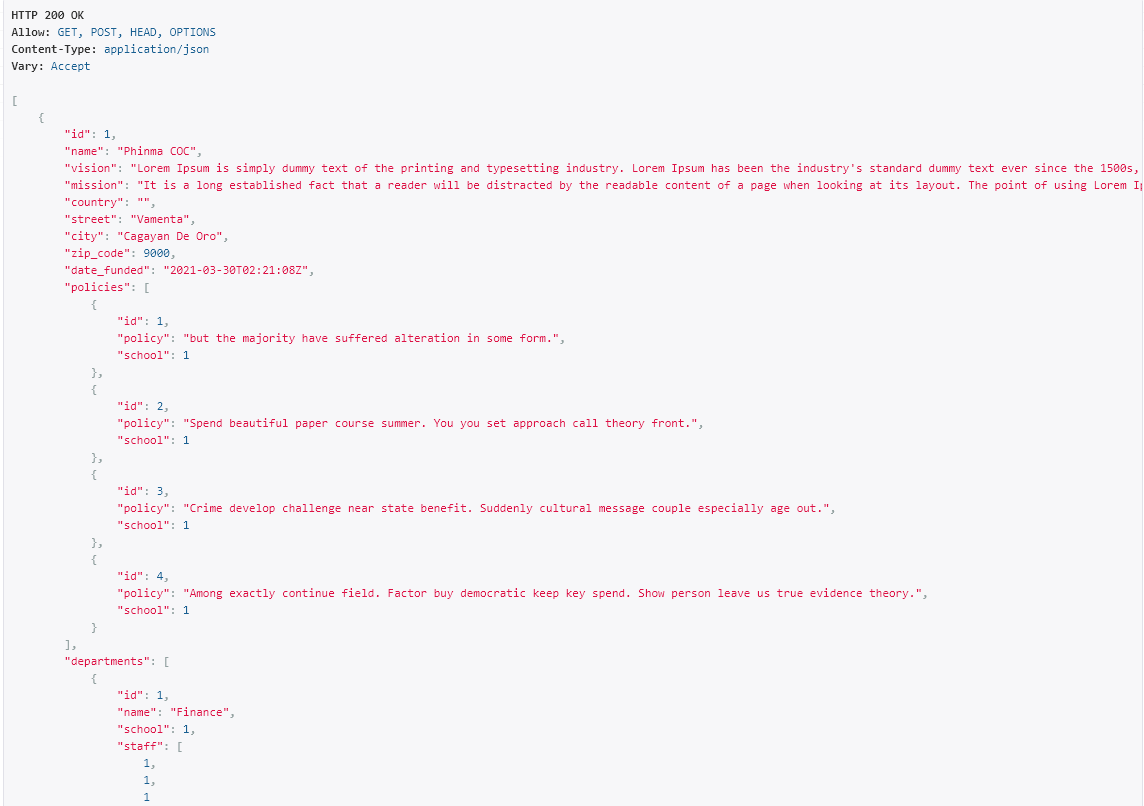 HTTP 200 OK
Allow: GET, POST, HEAD, OPTIONS
Content-Type: application/json
Vary: Accept
[
{
"id": 1,
"name": "Phinma COC",
"vision": "Lorem Ipsum is simply dummy text of the printing and typesetting industry. Lorem Ipsum has been the industry's standard dummy text ever since the 1500s,
"mission": "It is a long established fact that a reader will be distracted by the readable content of a page when looking at its layout. The point of using Lorem
"country": "",
"street": "Vamenta",
"city": "Cagayan De Oro",
"zip_code": 9000,
"date_funded": "2021-03-30T02:21:08Z",
"policies": [
{
"id": 1,
"policy": "but the majority have suffered alteration in some form.",
"school": 1
},
{
"id": 2,
"policy": "Spend beautiful paper course summer. You you set approach call theory front.",
"school": 1
},
{
"id": 3,
"policy": "Crime develop challenge near state benefit. Suddenly cultural message couple especially age out.",
"school": 1
},
{
"id": 4,
"policy": "Among exactly continue field. Factor buy democratic keep key spend. Show person leave us true evidence theory.",
"school": 1
}
],
"departments": [
{
"id": 1,
"name": "Finance",
"school": 1,
"staff": [
1,
1,
1